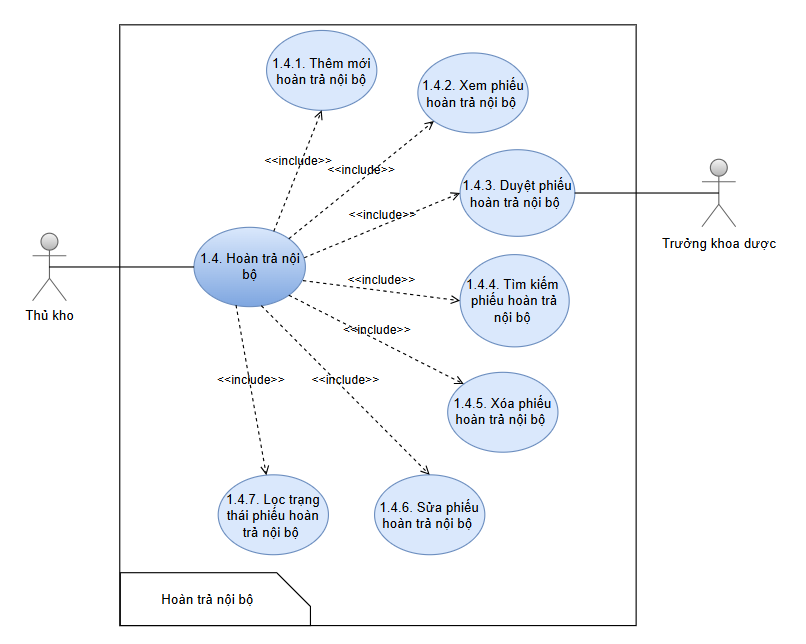 1.4.1. Thêm mới
hoàn trả nội bộ
1.4.2. Xem phiếu
hoàn trả nội bộ
<<include>>
<<include>>
1.4.3. Duyệt phiếu
hoàn trả nội bộ
<<include>>
Trưởng khoa dược
1.4. Hoàn trả nội
bộ
1.4.4. Tìm kiếm
phiếu hoàn trả
nội bộ
<<include>>
Thủ kho
<<include>>
1.4.5. Xóa phiếu
hoàn trả nội bộ
<<include>>
<<include>>
1.4.7. Lọc trạng
thái phiếu hoàn
trả nội bộ
1.4.6. Sửa phiếu
hoàn trả nội bộ
Hoàn trả nội bộ